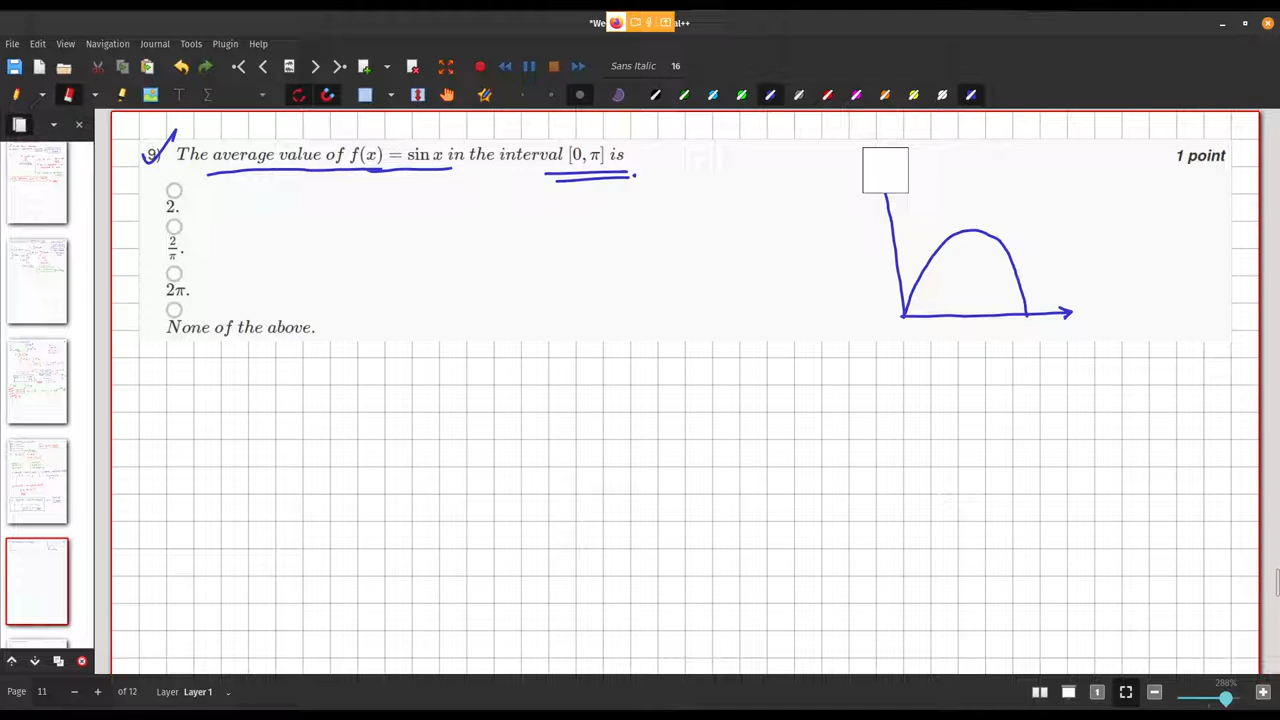 *We al++
File Edit View Navigation Journal Tools Plugin Help
Sans Italic 16
9) The average value of f(x) = sin x in the interval [0, π] is 1 point
2.
2/π.
2π.
None of the above.
288%
Page 11 of 12 Layer Layer 1 1